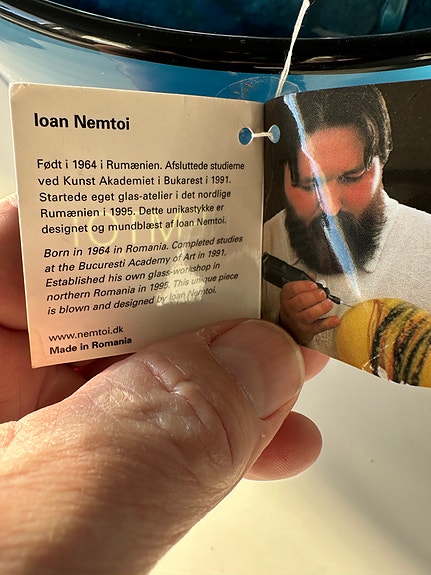 Ioan Nemtoi
Født i 1964 i Rumænien. Afsluttede studierne
ved Kunst Akademiet i Bukarest i 1991.
Startede eget glas-atelier i det nordlige
Rumænien i 1995. Dette unikastykke er
designet og mundblæst af Ioan Nemtoi.
Born in 1964 in Romania. Completed studies
at the Bucuresti Academy of Art in 1991.
Established his own glass-workshop in
northern Romania in 1995. This unique piece
is blown and designed by Ioan Nemtoi.
www.nemtoi.dk
Made in Romania